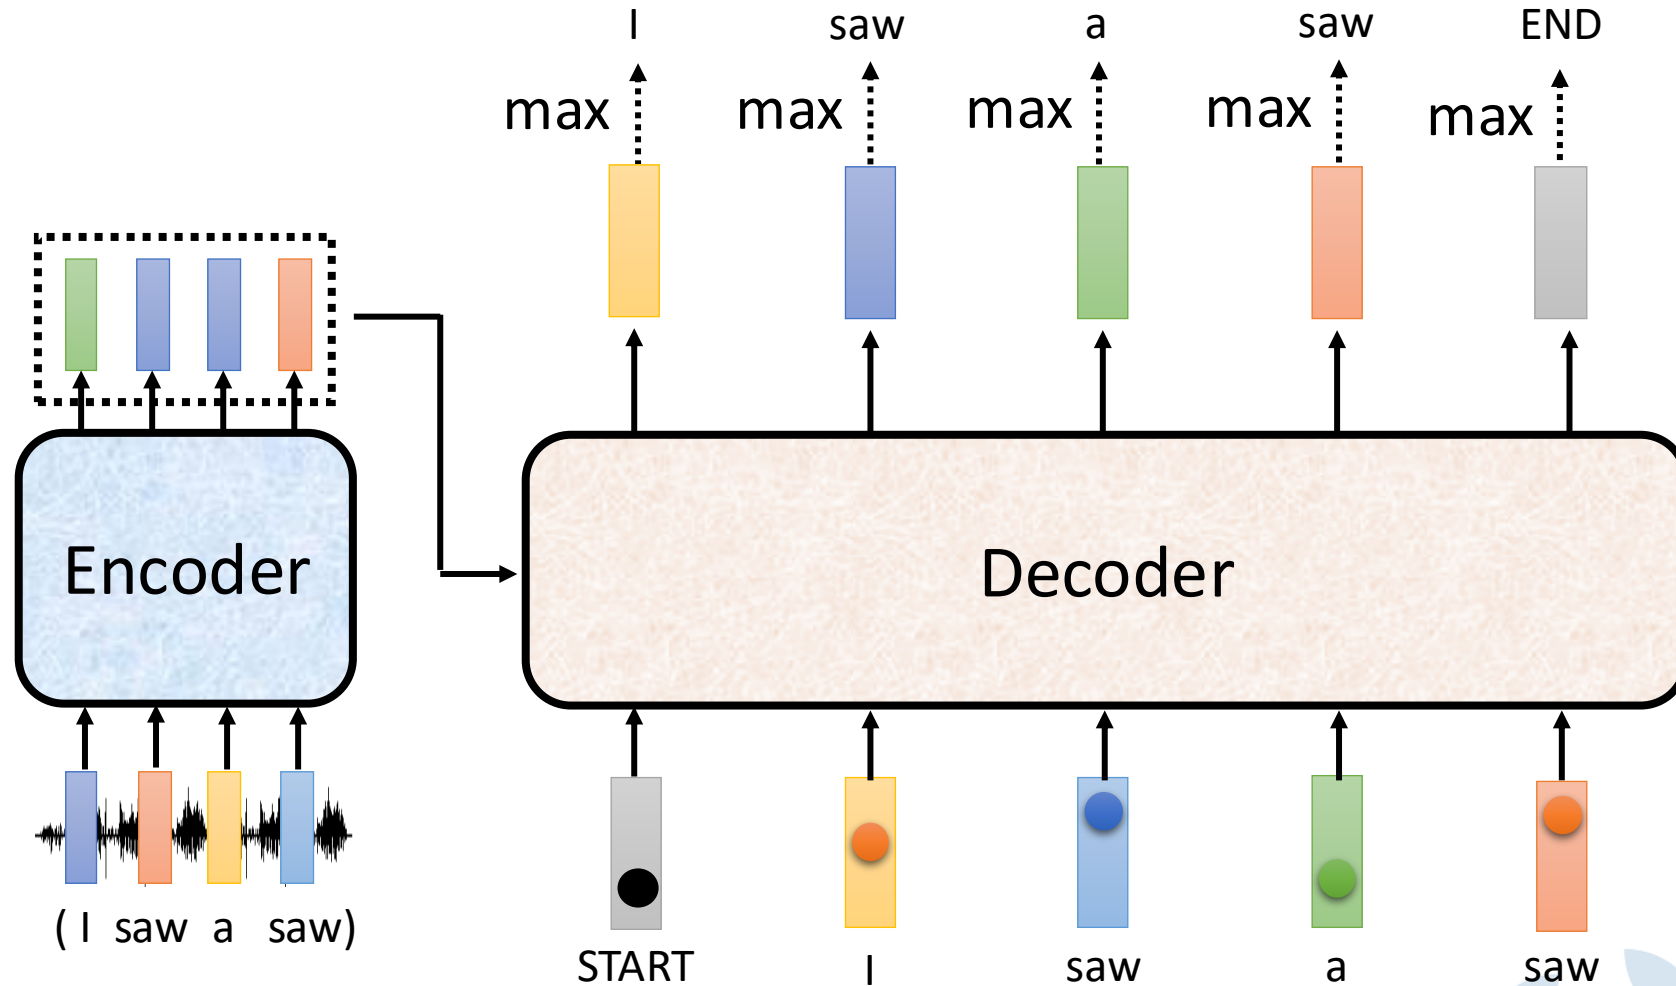 I saw a saw END
max max max max max
Encoder
Decoder
( I saw a saw)
START I saw a saw